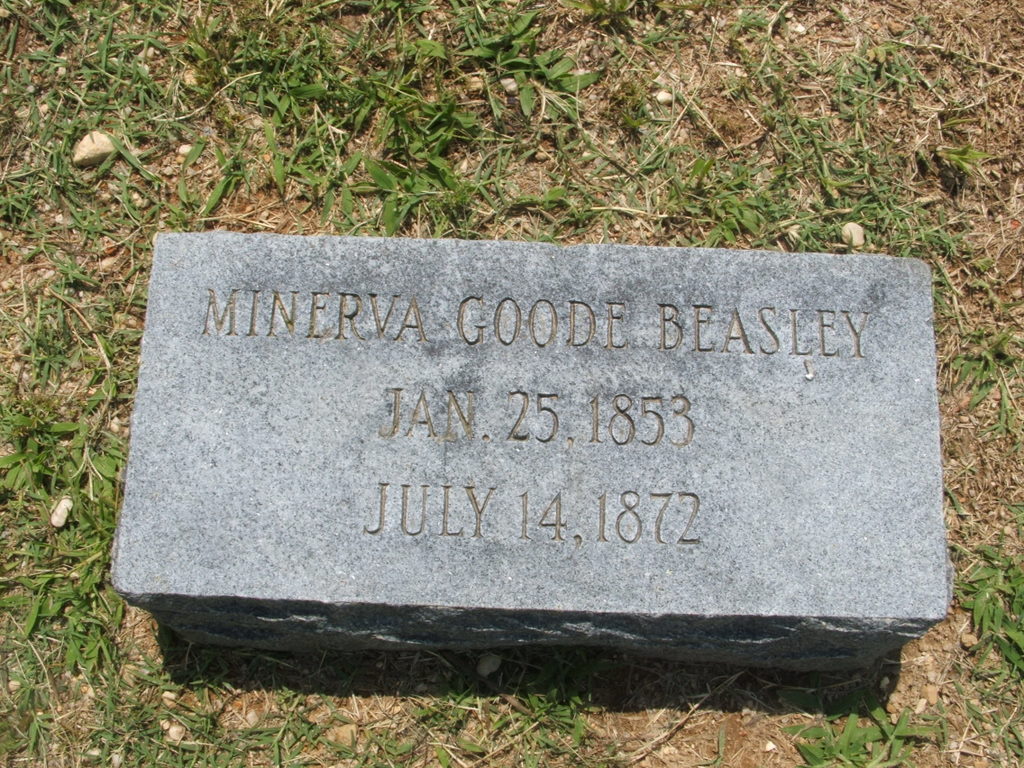 MINERVA GOODE BEASLEY
JAN. 25, 1853
JULY 14, 1872